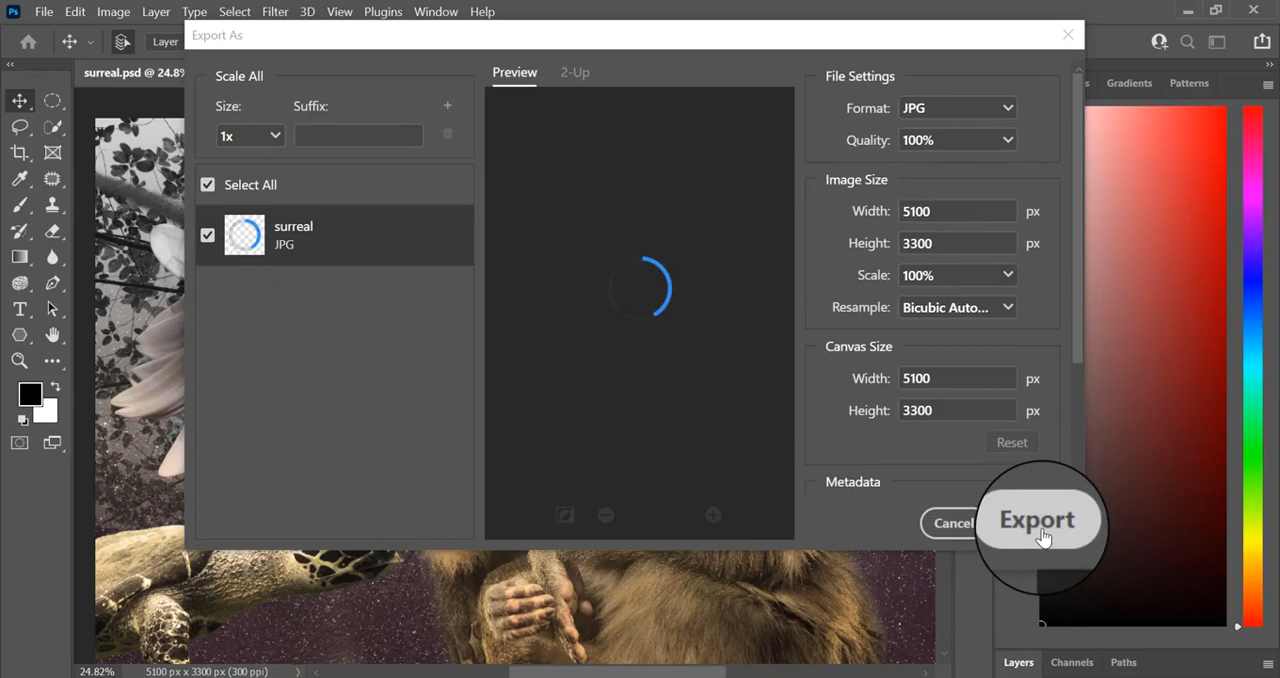 Ps File Edit Image Layer Type Select Filter 3D View Plugins Window Help
Export As
Layer
surreal.psd @ 24.8%
Gradients Patterns
Scale All
Size: Suffix:
1x
Select All
surreal
JPG
Preview 2-Up
File Settings
Format: JPG
Quality: 100%
Image Size
Width: 5100 px
Height: 3300 px
Scale: 100%
Resample: Bicubic Auto...
Canvas Size
Width: 5100 px
Height: 3300 px
Reset
Metadata
Cancel Export
24.82% 5100 px x 3300 px (300 ppi)
Layers Channels Paths